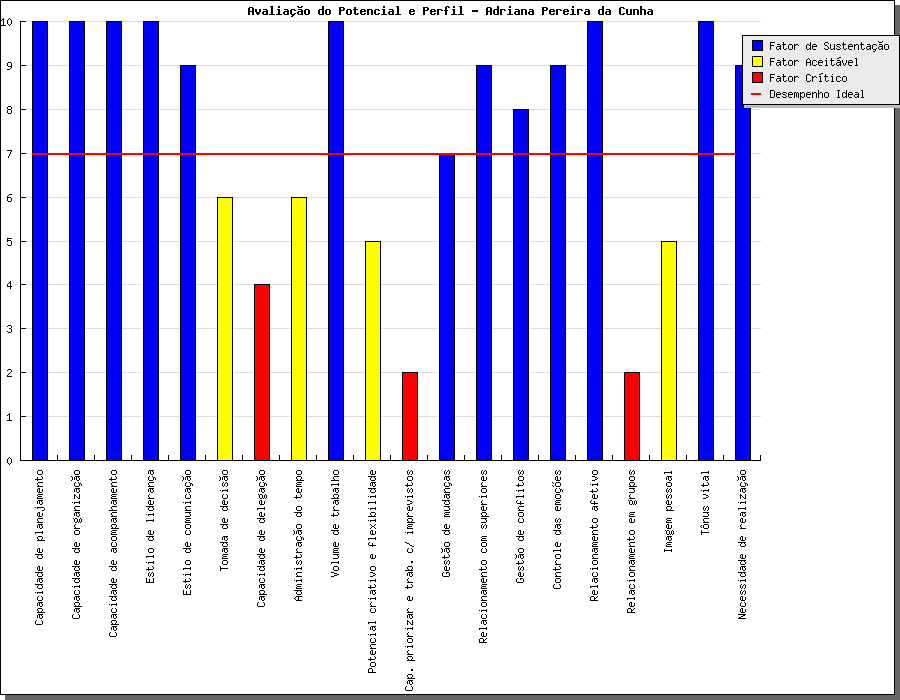 Avaliação do Potencial e Perfil - Adriana Pereira da Cunha
Fator de Sustentação
Fator Aceitável
Fator Crítico
Desempenho Ideal
10
9
8
7
6
5
4
3
2
1
0
Capacidade de planejamento
Capacidade de organização
Capacidade de acompanhamento
Estilo de liderança
Estilo de comunicação
Tomada de decisão
Capacidade de delegação
Administração do tempo
Volume de trabalho
Potencial criativo e flexibilidade
Cap. priorizar e trab. c/ imprevistos
Gestão de mudanças
Relacionamento com superiores
Gestão de conflitos
Controle das emoções
Relacionamento afetivo
Relacionamento em grupos
Imagem pessoal
Tônus vital
Necessidade de realização